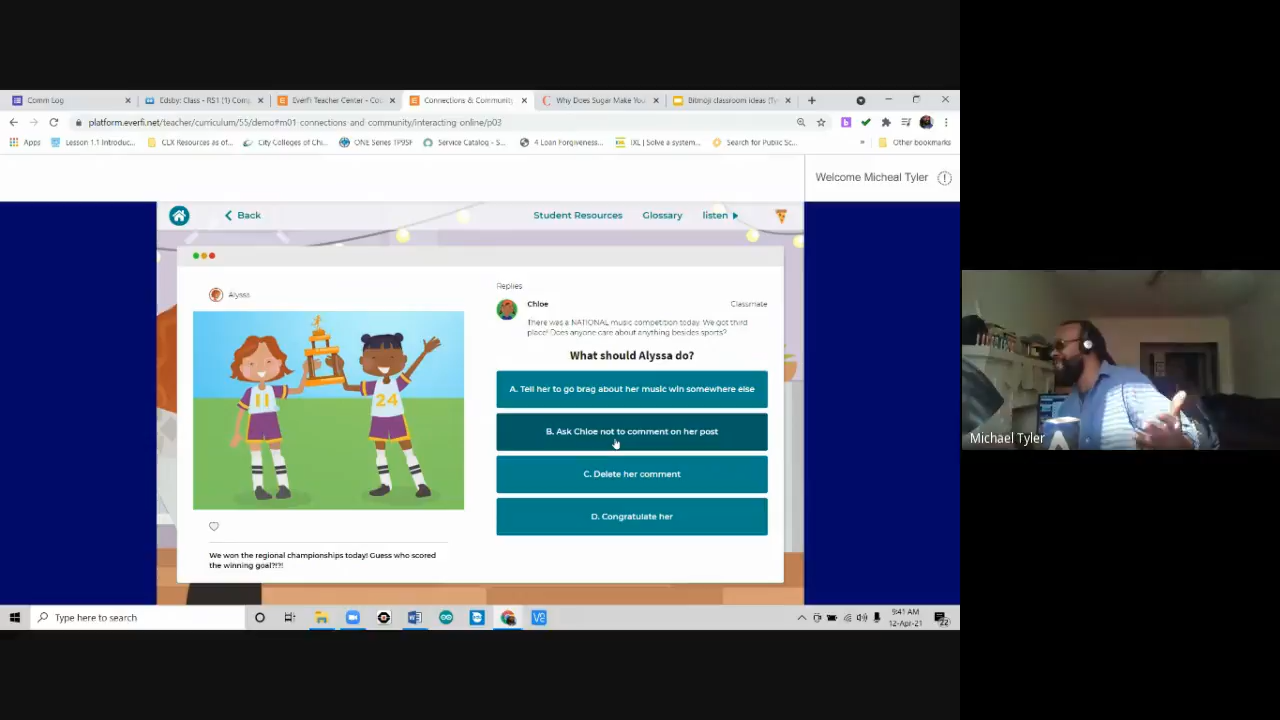 Comm Log
Edsby: Class - RS1 (1) Comp
EverFi Teacher Center - Co
Connections & Community
Why Does Sugar Make You
Bitmoji classroom ideas (Ty
platform.everfi.net/teacher/curriculum/55/demo#m01-connections-and-community/interacting-online/p03
Apps
Lesson 1.1 Introduc...
CLX Resources as of...
City Colleges of Chi...
ONE Series TP9SF
Service Catalog - S...
4 Loan Forgiveness...
IXL | Solve a system...
Search for Public Sc...
»
Other bookmarks
Welcome Micheal Tyler
Back
Student Resources
Glossary
listen
Alyssa
11
24
We won the regional championships today! Guess who scored
the winning goal?!?!
Replies
Chloe
Classmate
There was a NATIONAL music competition today. We got third
place! Does anyone care about anything besides sports?
What should Alyssa do?
A. Tell her to go brag about her music win somewhere else
B. Ask Chloe not to comment on her post
C. Delete her comment
D. Congratulate her
Michael Tyler
Type here to search
9:41 AM
12-Apr-21
22